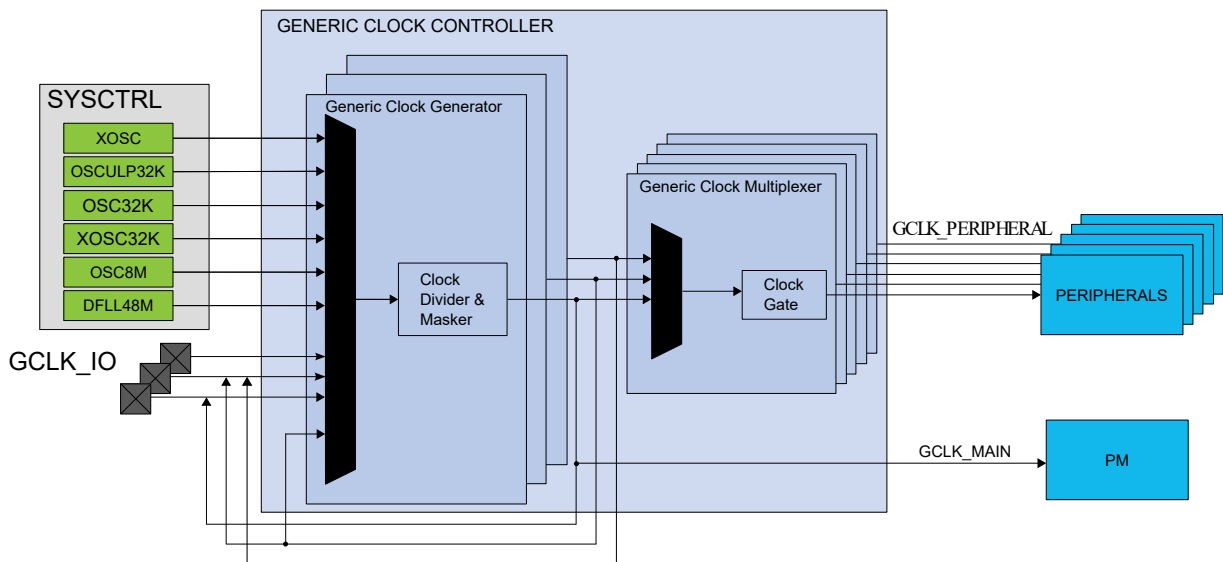 GENERIC CLOCK CONTROLLER
SYSCTRL
XOSC
OSCULP32K
OSC32K
XOSC32K
OSC8M
DFLL48M
GCLK_IO
Generic Clock Generator
Clock
Divider &
Masker
Generic Clock Multiplexer
Clock
Gate
GCLK_PERIPHERAL
PERIPHERALS
GCLK_MAIN
PM